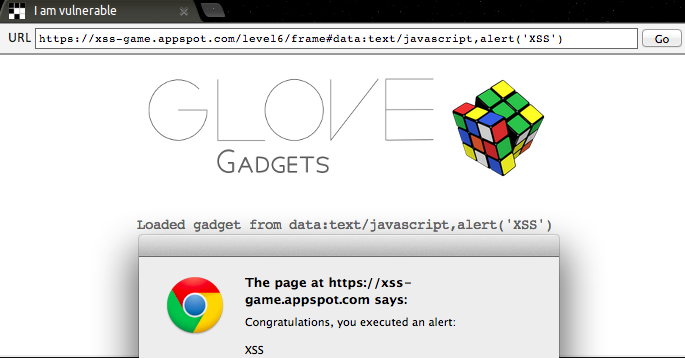 I am vulnerable
URL https://xss-game.appspot.com/level6/frame#data:text/javascript,alert('XSS') Go
GLOVE
GADGETS
Loaded gadget from data:text/javascript,alert('XSS')
The page at https://xss-
game.appspot.com says:
Congratulations, you executed an alert:
XSS